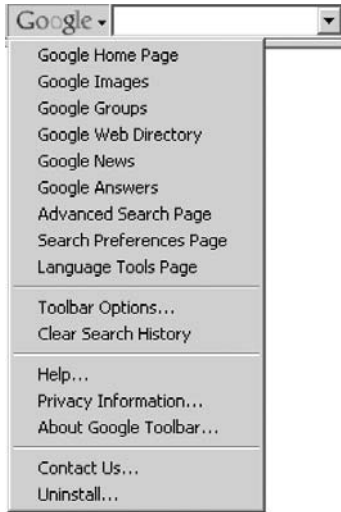 Google
Google Home Page
Google Images
Google Groups
Google Web Directory
Google News
Google Answers
Advanced Search Page
Search Preferences Page
Language Tools Page
Toolbar Options...
Clear Search History
Help...
Privacy Information...
About Google Toolbar...
Contact Us...
Uninstall...